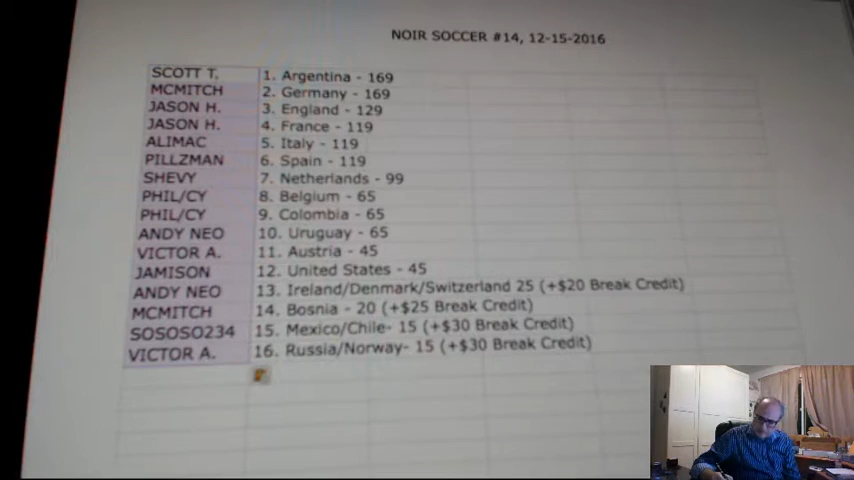 NOIR SOCCER #14, 12-15-2016
SCOTT T. 1. Argentina - 169
MCMITCH 2. Germany - 169
JASON H. 3. England - 129
JASON H. 4. France - 119
ALIMAC 5. Italy - 119
PILLZMAN 6. Spain - 119
SHEVY 7. Netherlands - 99
PHIL/CY 8. Belgium - 65
PHIL/CY 9. Colombia - 65
ANDY NEO 10. Uruguay - 65
VICTOR A. 11. Austria - 45
JAMISON 12. United States - 45
ANDY NEO 13. Ireland/Denmark/Switzerland 25 (+$20 Break Credit)
MCMITCH 14. Bosnia - 20 (+$25 Break Credit)
SOSOSO234 15. Mexico/Chile- 15 (+$30 Break Credit)
VICTOR A. 16. Russia/Norway- 15 (+$30 Break Credit)